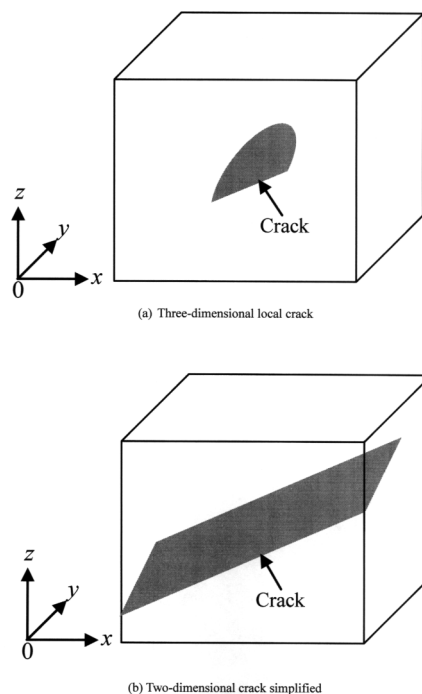 z
y
Crack
0
x
(a) Three-dimensional local crack
z
y
Crack
0
x
(b) Two-dimensional crack simplified